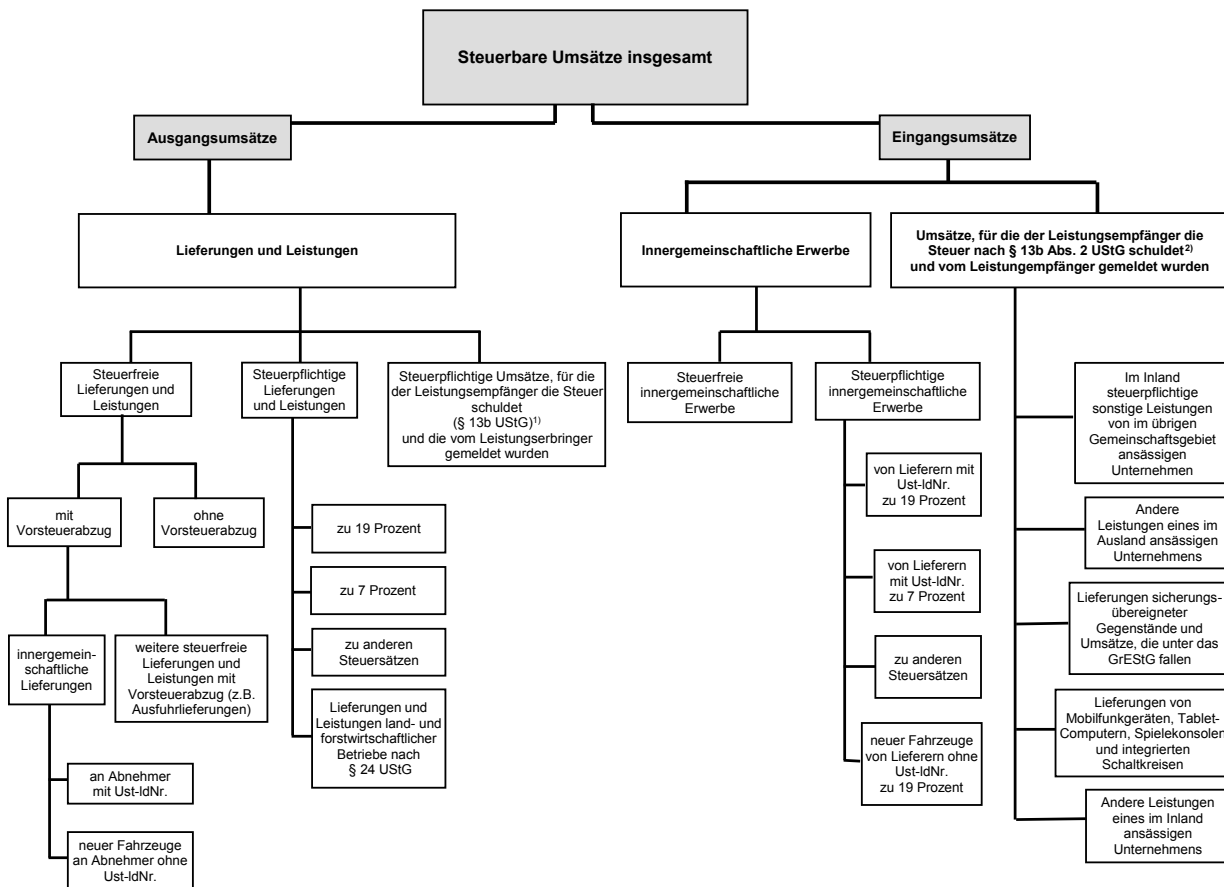 Steuerbare Umsätze insgesamt
Ausgangsumsätze
Eingangsumsätze
Lieferungen und Leistungen
Innergemeinschaftliche Erwerbe
Umsätze, für die der Leistungsempfänger die
Steuer nach § 13b Abs. 2 UStG schuldet²⁾
und vom Leistungempfänger gemeldet wurden
Steuerfreie
Lieferungen und
Leistungen
Steuerpflichtige
Lieferungen
und Leistungen
Steuerpflichtige Umsätze, für die
der Leistungsempfänger die Steuer
schuldet
(§ 13b UStG)¹⁾
und die vom Leistungserbringer
gemeldet wurden
Steuerfreie
innergemeinschaftliche
Erwerbe
Steuerpflichtige
innergemeinschaftliche
Erwerbe
Im Inland
steuerpflichtige
sonstige Leistungen
von im übrigen
Gemeinschaftsgebiet
ansässigen
Unternehmen
mit
Vorsteuerabzug
ohne
Vorsteuerabzug
zu 19 Prozent
von Lieferern mit
Ust-IdNr.
zu 19 Prozent
Andere
Leistungen eines im
Ausland ansässigen
Unternehmens
zu 7 Prozent
von Lieferern
mit Ust-IdNr.
zu 7 Prozent
Lieferungen sicherungs-
übereigneter
Gegenstände und
Umsätze, die unter das
GrEStG fallen
innergemein-
schaftliche
Lieferungen
weitere steuerfreie
Lieferungen und
Leistungen mit
Vorsteuerabzug (z.B.
Ausfuhrlieferungen)
zu anderen
Steuersätzen
zu anderen
Steuersätzen
Lieferungen und
Leistungen land- und
forstwirtschaftlicher
Betriebe nach
§ 24 UStG
neuer Fahrzeuge
von Lieferern ohne
Ust-IdNr.
zu 19 Prozent
Lieferungen von
Mobilfunkgeräten, Tablet-
Computern, Spielekonsolen
und integrierten
Schaltkreisen
an Abnehmer
mit Ust-IdNr.
neuer Fahrzeuge
an Abnehmer ohne
Ust-IdNr.
Andere Leistungen
eines im Inland
ansässigen
Unternehmens